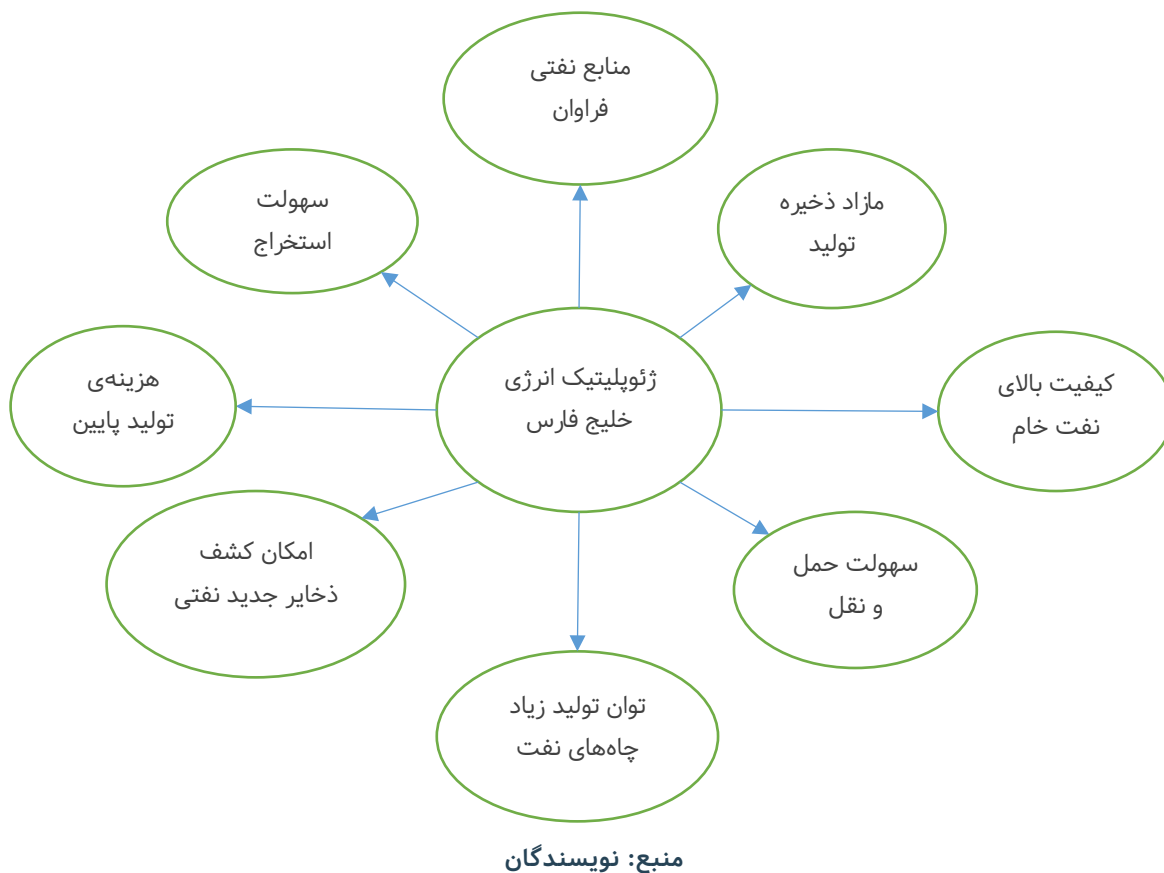 منابع نفتی
فراوان
مازاد ذخیره
تولید
سهولت
استخراج
کیفیت بالای
نفت خام
ژئوپلیتیک انرژی
خلیج فارس
هزینه‌ی
تولید پایین
سهولت حمل
و نقل
امکان کشف
ذخایر جدید نفتی
توان تولید زیاد
چاه‌های نفت
منبع: نویسندگان